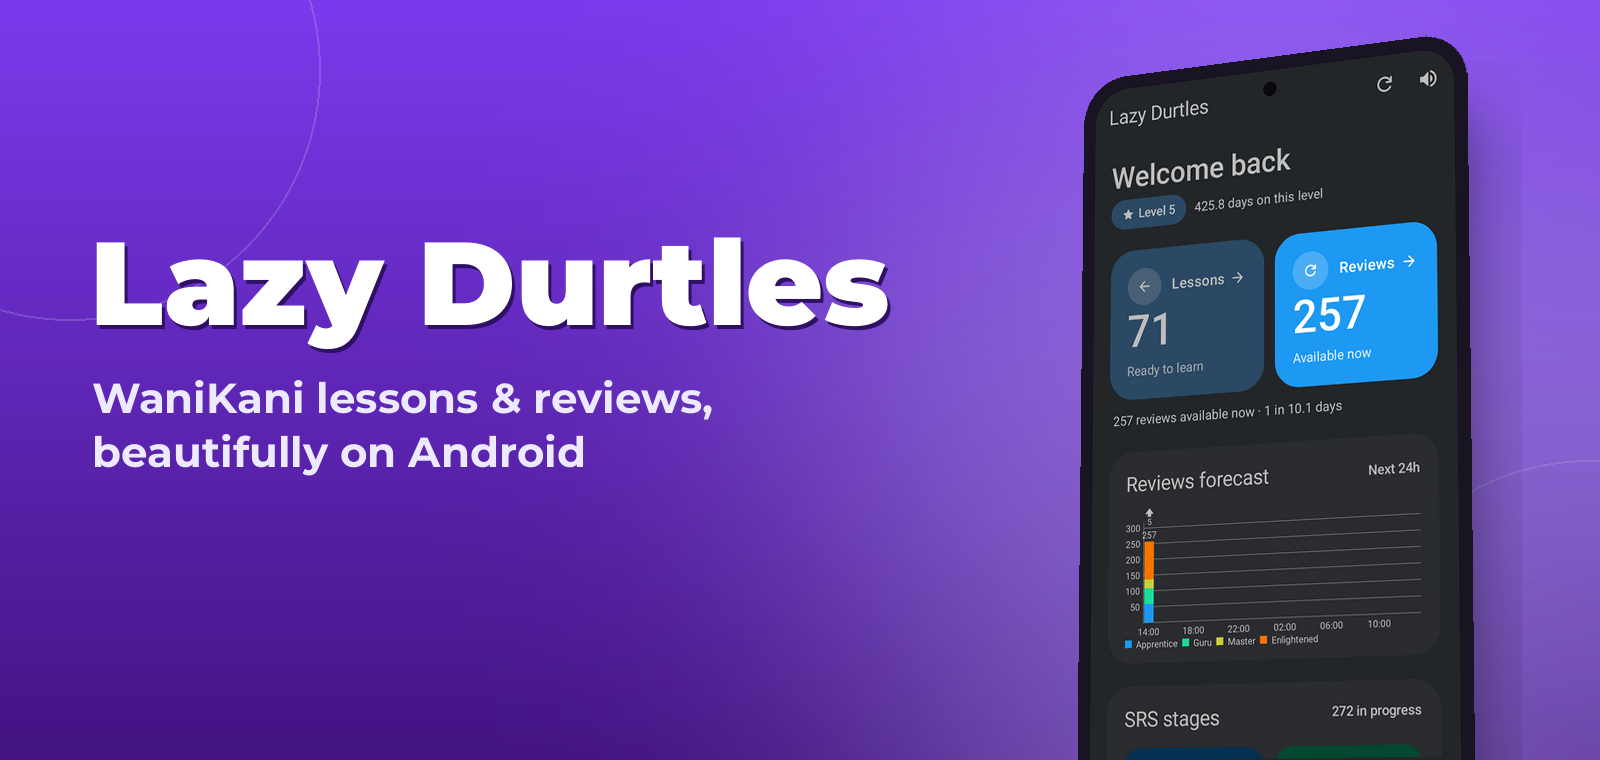 Lazy Durtles
WaniKani lessons & reviews,
beautifully on Android
Lazy Durtles
Welcome back
Level 5 425.8 days on this level
Lessons
71
Ready to learn
Reviews
257
Available now
257 reviews available now · 1 in 10.1 days
Reviews forecast Next 24h
5
257
300
250
200
150
100
50
14:00 18:00 22:00 02:00 06:00 10:00
Apprentice Guru Master Enlightened
SRS stages 272 in progress